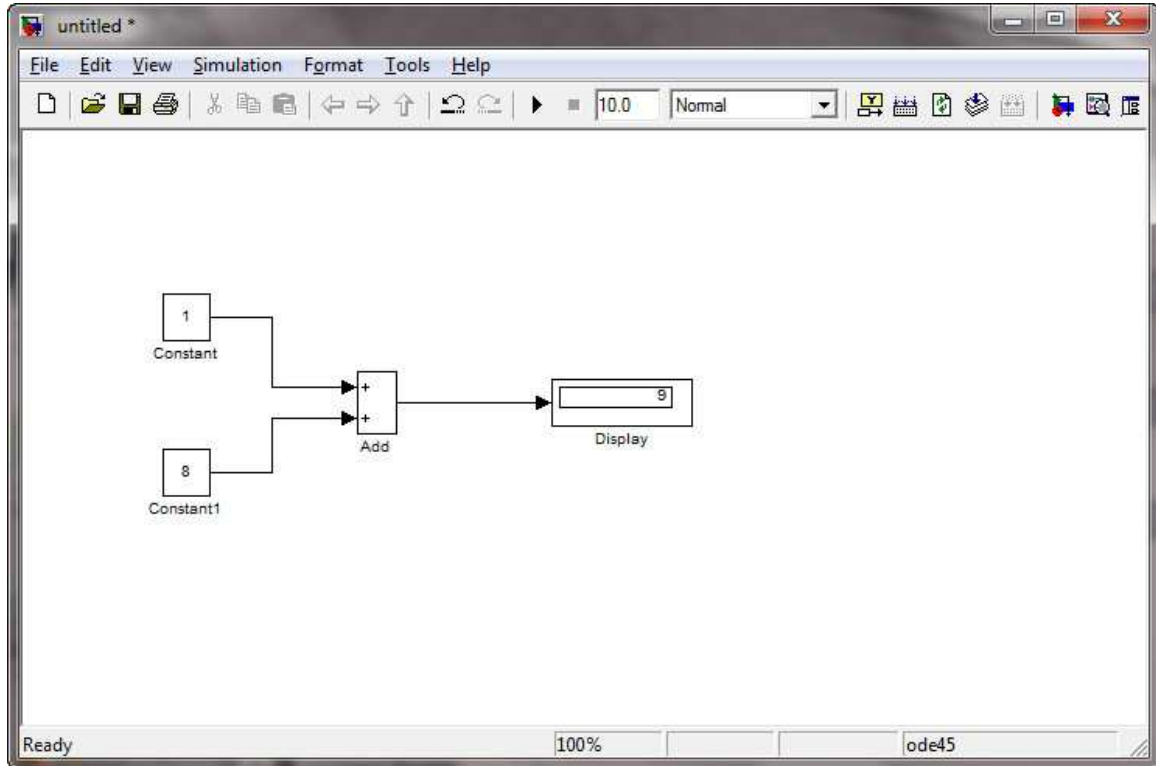 untitled *
File Edit View Simulation Format Tools Help
10.0 Normal
1
Constant
+
+
Add
9
Display
8
Constant1
Ready 100% ode45